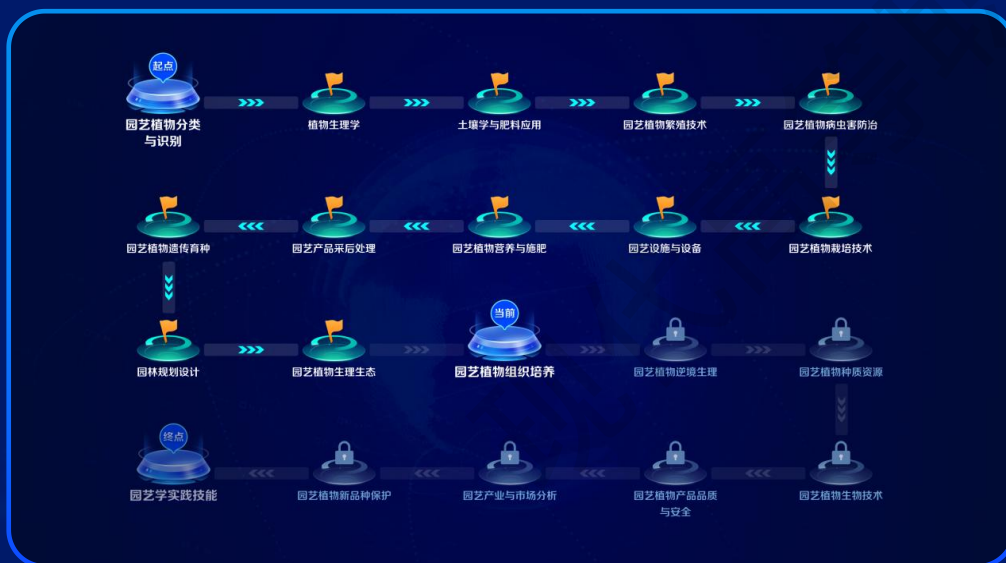 起点
园艺植物分类
与识别
植物生理学
土壤学与肥料应用
园艺植物繁殖技术
园艺植物病虫害防治
园艺植物遗传育种
园艺产品采后处理
园艺植物营养与施肥
园艺设施与设备
园艺植物栽培技术
当前
园林规划设计
园艺植物生理生态
园艺植物组织培养
园艺植物逆境生理
园艺植物种质资源
终点
园艺学实践技能
园艺植物新品种保护
园艺产业与市场分析
园艺植物产品品质
与安全
园艺植物生物技术